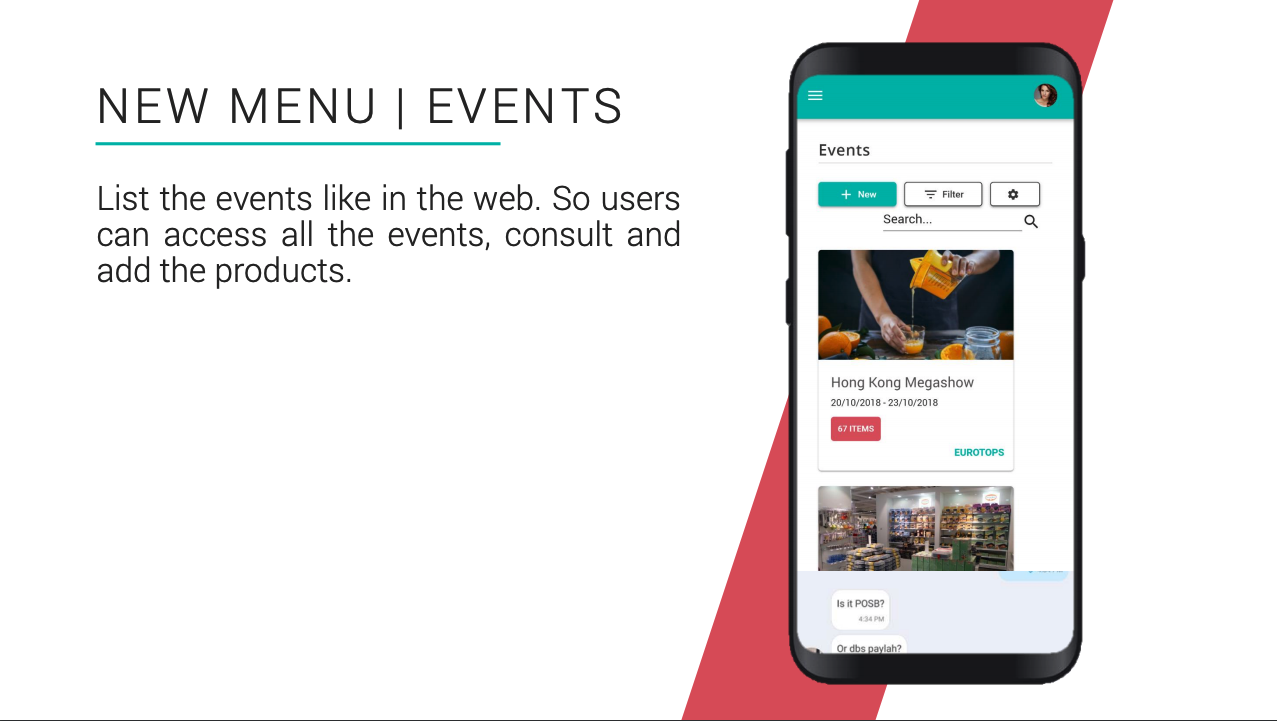 NEW MENU | EVENTS
List the events like in the web. So users
can access all the events, consult and
add the products.
Events
+ New
Filter
Search...
Hong Kong Megashow
20/10/2018 - 23/10/2018
67 ITEMS
EUROTOPS
Is it POSB?
4:34 PM
Or dbs paylah?